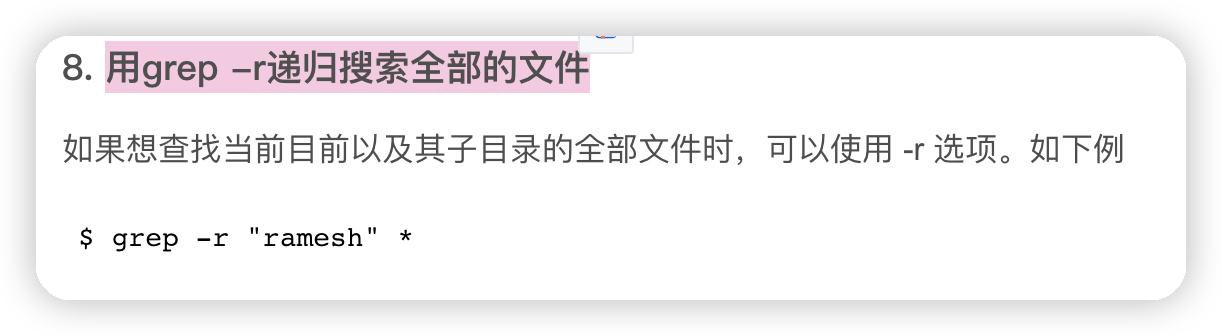 8. 用grep –r递归搜索全部的文件
如果想查找当前目前以及其子目录的全部文件时，可以使用 -r 选项。如下例
$ grep –r "ramesh" *